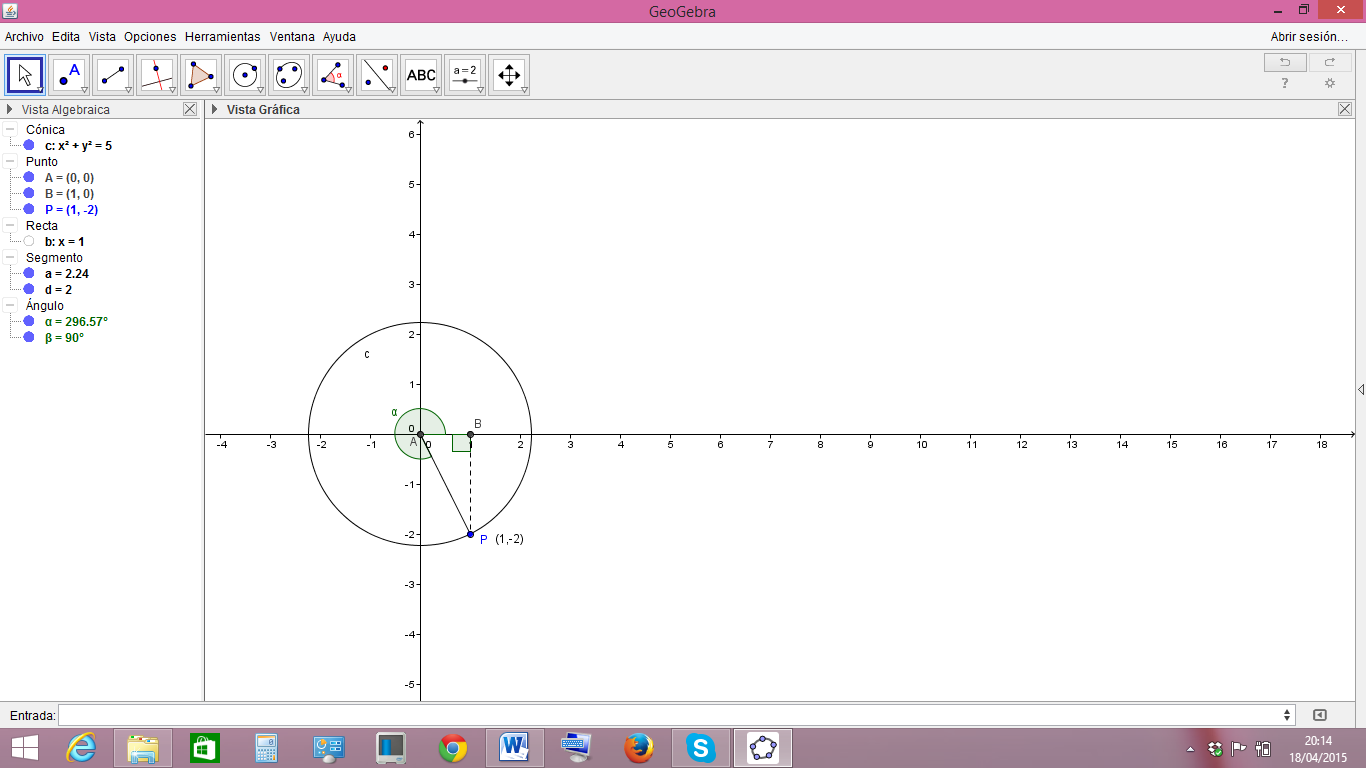 GeoGebra
Archivo Edita Vista Opciones Herramientas Ventana Ayuda
Abrir sesión...
A
α
ABC
a = 2
?
Vista Algebraica
Vista Gráfica
Cónica
c: x² + y² = 5
Punto
A = (0, 0)
B = (1, 0)
P = (1, -2)
Recta
b: x = 1
Segmento
a = 2.24
d = 2
Ángulo
α = 296.57°
β = 90°
6
5
4
3
2
c
1
α
0
B
A
-4 -3 -2 -1 0 1 2 3 4 5 6 7 8 9 10 11 12 13 14 15 16 17 18
-1
-2
P (1,-2)
-3
-4
-5
Entrada:
20:14
18/04/2015